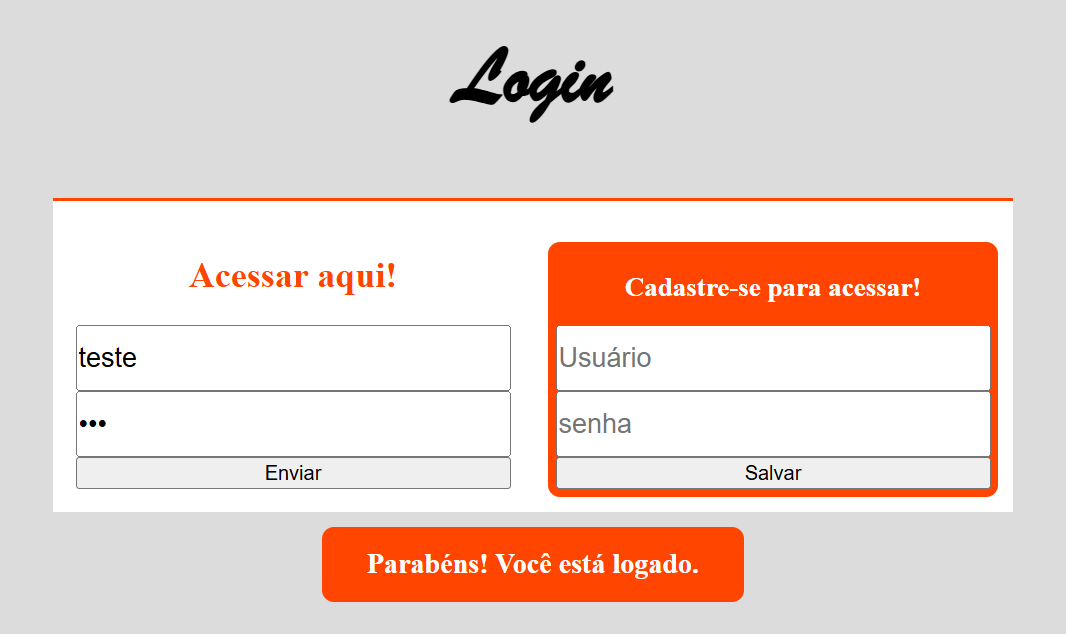 Login
Acessar aqui!
teste
•••
Enviar
Cadastre-se para acessar!
Usuário
senha
Salvar
Parabéns! Você está logado.